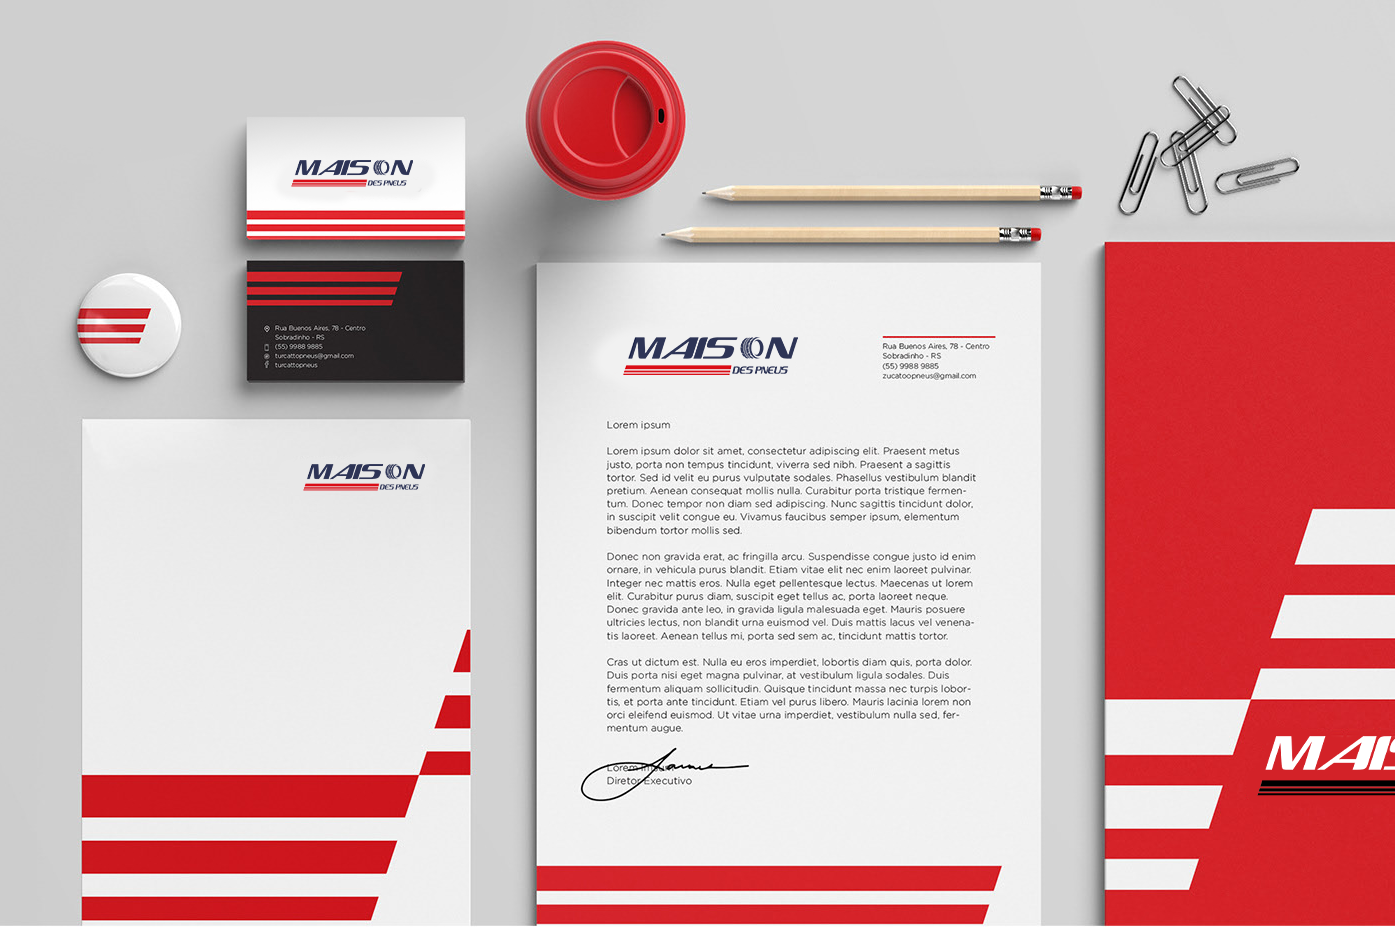 MAISON
DES PNEUS
Rua Buenos Aires, 78 - Centro
Sobradinho - RS
(55) 9988 9885
turcattopneus@gmail.com
turcattopneus
MAISON
DES PNEUS
MAISON
DES PNEUS
Rua Buenos Aires, 78 - Centro
Sobradinho - RS
(55) 9988 9885
zucatoopneus@gmail.com
Lorem ipsum
Lorem ipsum dolor sit amet, consectetur adipiscing elit. Praesent metus
justo, porta non tempus tincidunt, viverra sed nibh. Praesent a sagittis
tortor. Sed id velit eu purus vulputate sodales. Phasellus vestibulum blandit
pretium. Aenean consequat mollis nulla. Curabitur porta tristique fermen-
tum. Donec tempor non diam sed adipiscing. Nunc sagittis tincidunt dolor,
in suscipit velit congue eu. Vivamus faucibus semper ipsum, elementum
bibendum tortor mollis sed.
Donec non gravida erat, ac fringilla arcu. Suspendisse congue justo id enim
ornare, in vehicula purus blandit. Etiam vitae elit nec enim laoreet pulvinar.
Integer nec mattis eros. Nulla eget pellentesque lectus. Maecenas ut lorem
elit. Curabitur purus diam, suscipit eget tellus ac, porta laoreet neque.
Donec gravida ante leo, in gravida ligula malesuada eget. Mauris posuere
ultricies lectus, non blandit urna euismod vel. Duis mattis lacus vel venena-
tis laoreet. Aenean tellus mi, porta sed sem ac, tincidunt mattis tortor.
Cras ut dictum est. Nulla eu eros imperdiet, lobortis diam quis, porta dolor.
Duis porta nisi eget magna pulvinar, at vestibulum ligula sodales. Duis
fermentum aliquam sollicitudin. Quisque tincidunt massa nec turpis lobor-
tis, et porta ante tincidunt. Etiam vel purus libero. Mauris lacinia lorem non
orci eleifend euismod. Ut vitae urna imperdiet, vestibulum nulla sed, fer-
mentum augue.
Lorem
Diretor Executivo
MAIS